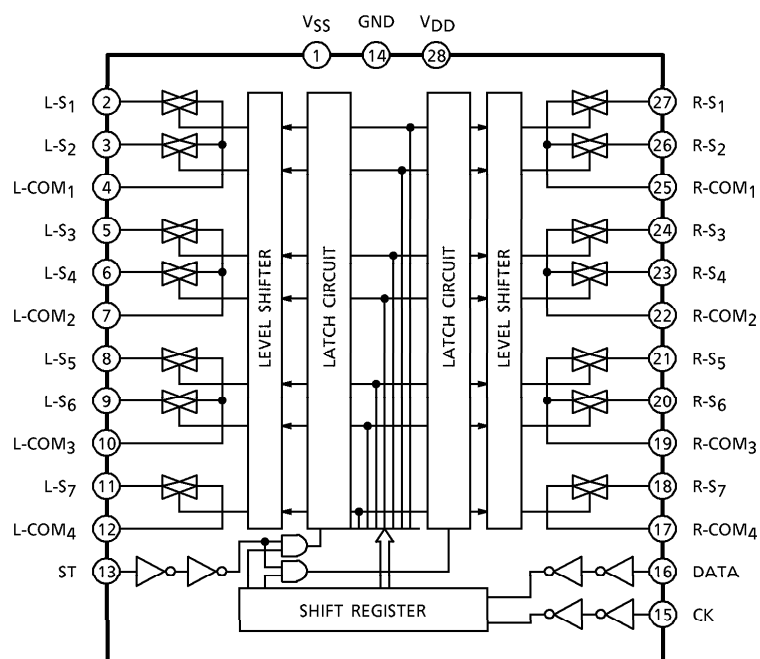 VSS GND VDD
1 14 28
L-S1 2 27 R-S1
L-S2 3 26 R-S2
L-COM1 4 25 R-COM1
L-S3 5 24 R-S3
L-S4 6 23 R-S4
L-COM2 7 22 R-COM2
L-S5 8 21 R-S5
L-S6 9 20 R-S6
L-COM3 10 19 R-COM3
L-S7 11 18 R-S7
L-COM4 12 17 R-COM4
ST 13 16 DATA
15 CK
LEVEL SHIFTER
LATCH CIRCUIT
LATCH CIRCUIT
LEVEL SHIFTER
SHIFT REGISTER